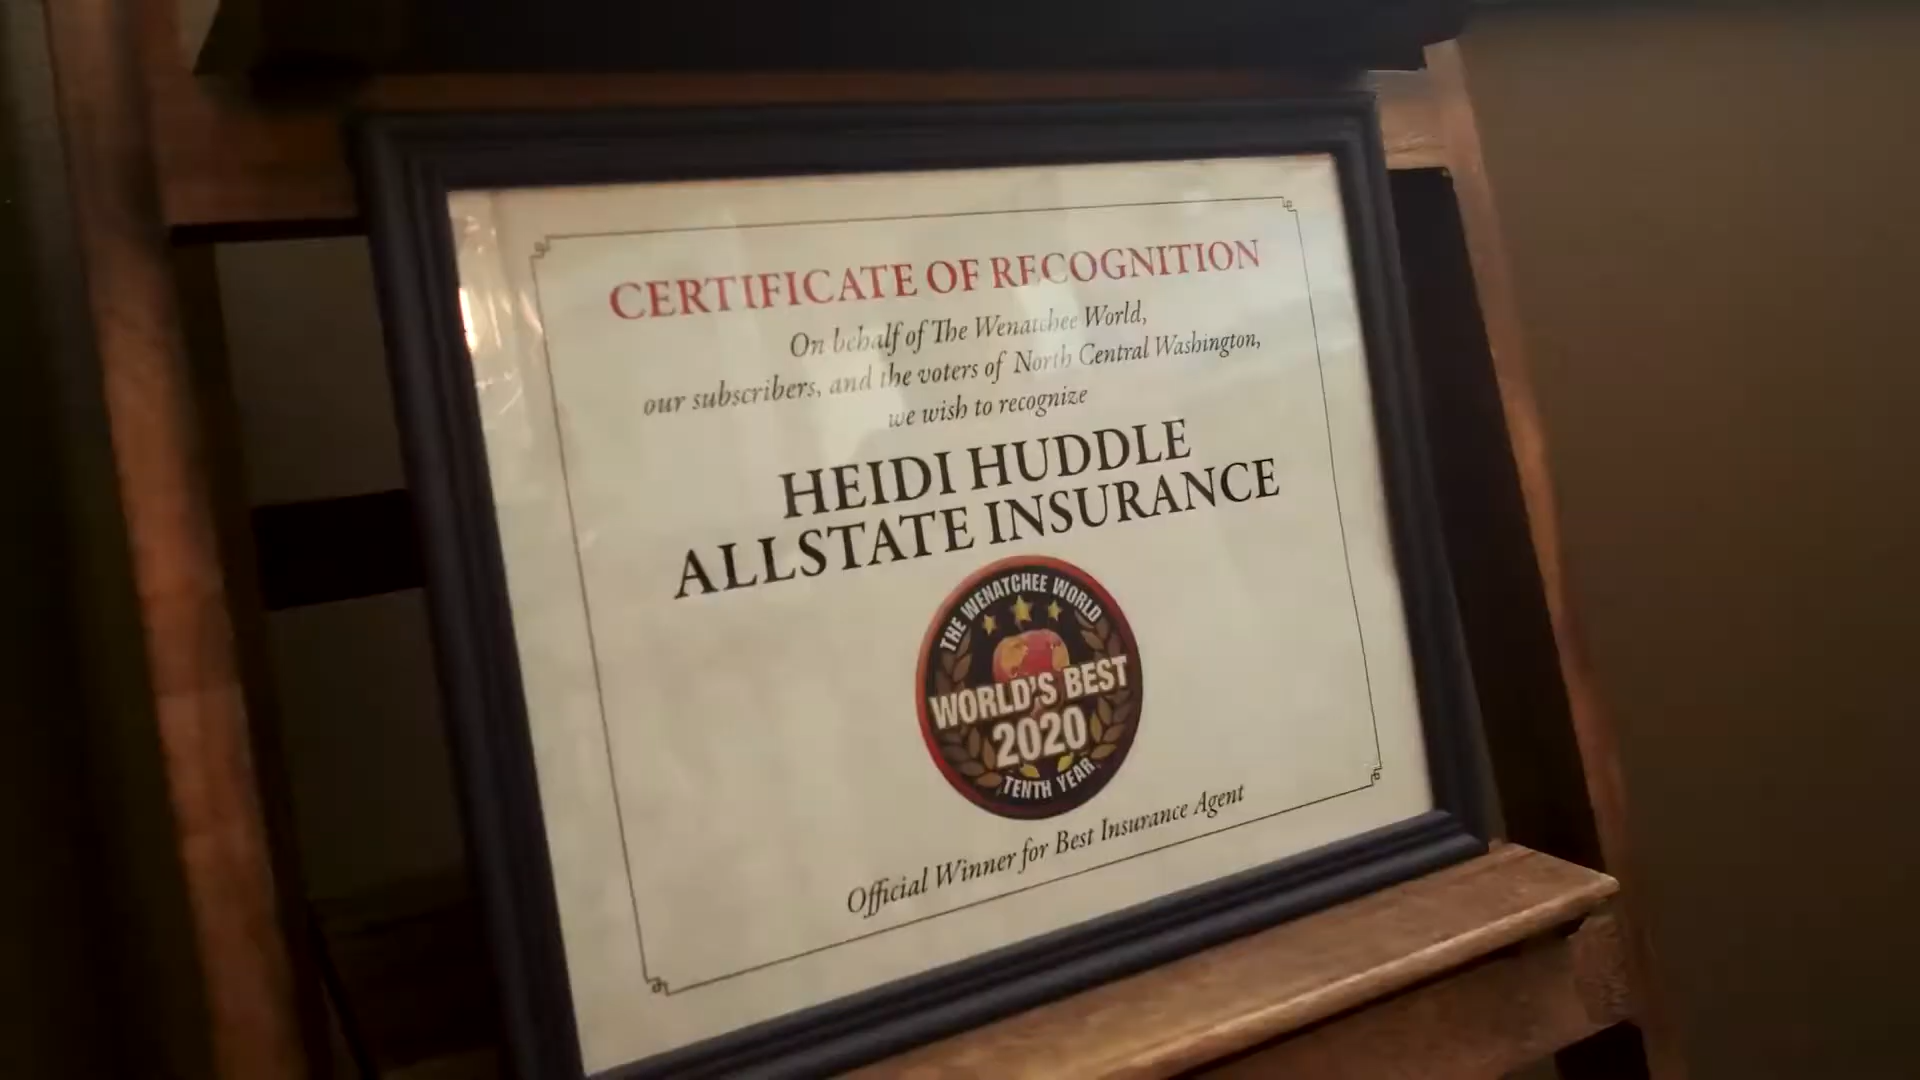 CERTIFICATE OF RECOGNITION
On behalf of The Wenatchee World,
our subscribers, and the voters of North Central Washington,
we wish to recognize
HEIDI HUDDLE
ALLSTATE INSURANCE
THE WENATCHEE WORLD
WORLD'S BEST
2020
TENTH YEAR
Official Winner for Best Insurance Agent